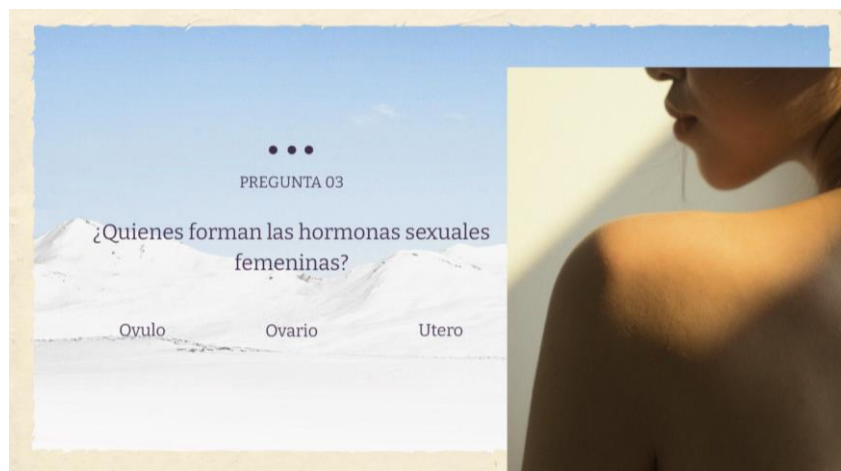 PREGUNTA 03
¿Quienes forman las hormonas sexuales
femeninas?
Ovulo Ovario Utero